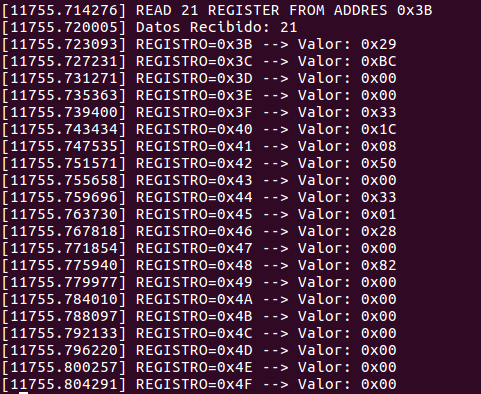 [11755.714276] READ 21 REGISTER FROM ADDRES 0x3B
[11755.720005] Datos Recibido: 21
[11755.723093] REGISTRO=0x3B --> Valor: 0x29
[11755.727231] REGISTRO=0x3C --> Valor: 0xBC
[11755.731271] REGISTRO=0x3D --> Valor: 0x00
[11755.735363] REGISTRO=0x3E --> Valor: 0x00
[11755.739400] REGISTRO=0x3F --> Valor: 0x33
[11755.743434] REGISTRO=0x40 --> Valor: 0x1C
[11755.747535] REGISTRO=0x41 --> Valor: 0x08
[11755.751571] REGISTRO=0x42 --> Valor: 0x50
[11755.755658] REGISTRO=0x43 --> Valor: 0x00
[11755.759696] REGISTRO=0x44 --> Valor: 0x33
[11755.763730] REGISTRO=0x45 --> Valor: 0x01
[11755.767818] REGISTRO=0x46 --> Valor: 0x28
[11755.771854] REGISTRO=0x47 --> Valor: 0x00
[11755.775940] REGISTRO=0x48 --> Valor: 0x82
[11755.779977] REGISTRO=0x49 --> Valor: 0x00
[11755.784010] REGISTRO=0x4A --> Valor: 0x00
[11755.788097] REGISTRO=0x4B --> Valor: 0x00
[11755.792133] REGISTRO=0x4C --> Valor: 0x00
[11755.796220] REGISTRO=0x4D --> Valor: 0x00
[11755.800257] REGISTRO=0x4E --> Valor: 0x00
[11755.804291] REGISTRO=0x4F --> Valor: 0x00